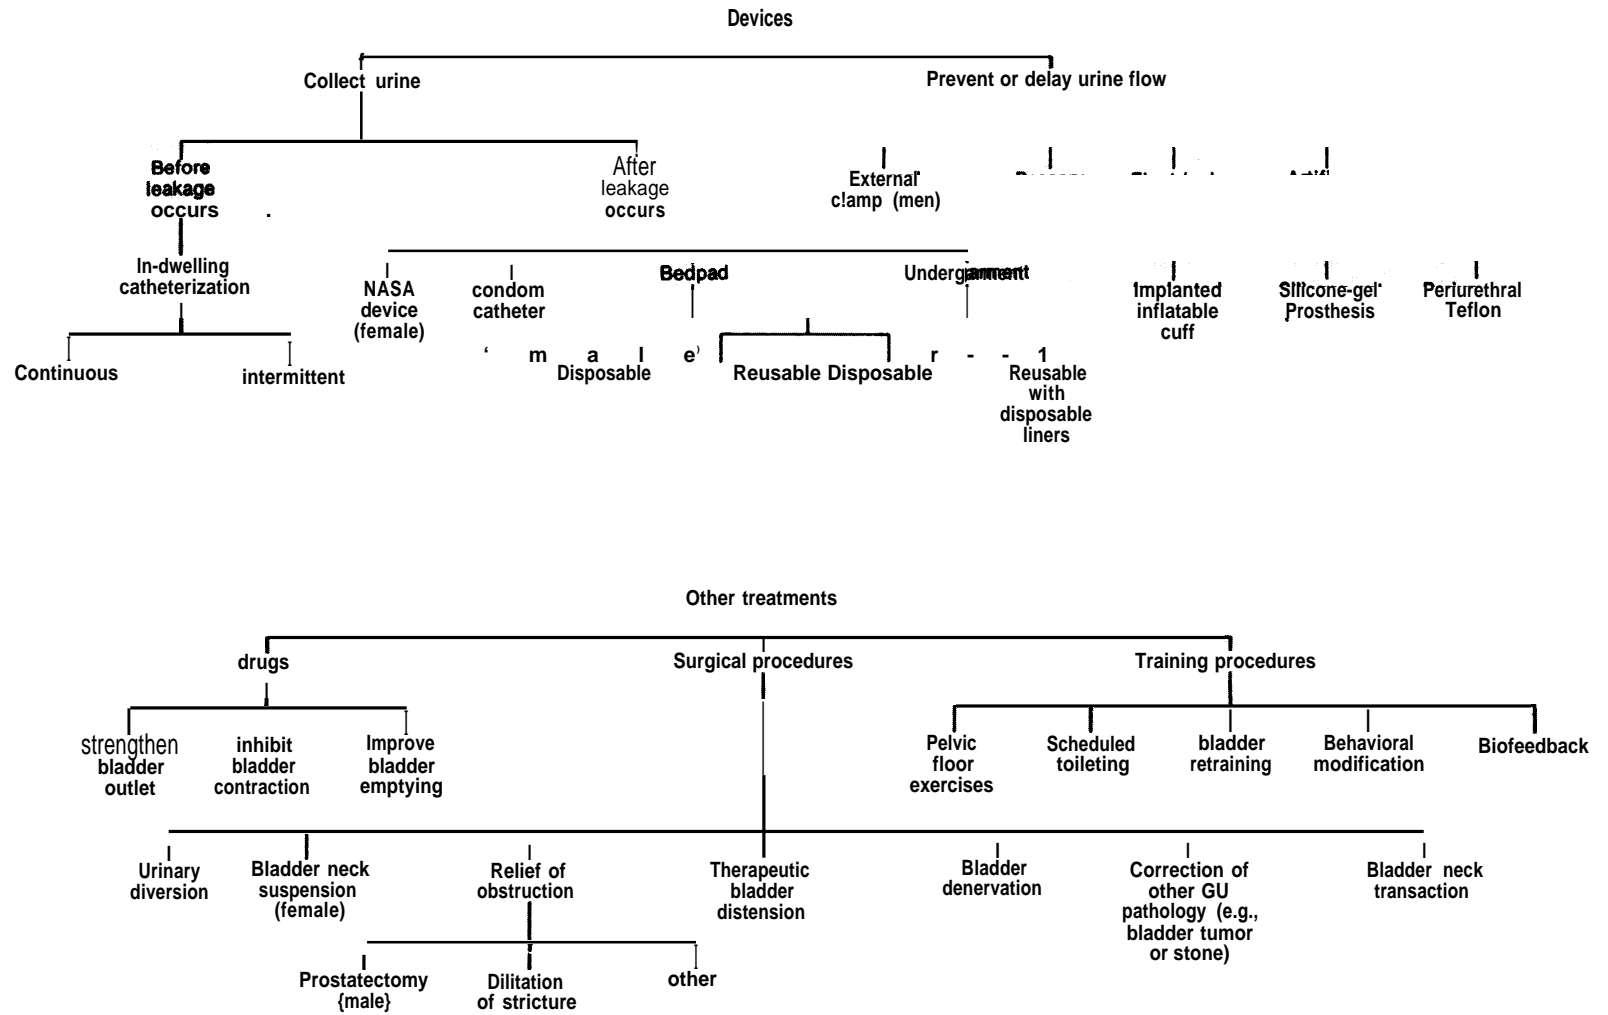 Devices
Collect urine
Prevent or delay urine flow
Before
leakage
occurs
After
leakage
occurs
External
clamp (men)
In-dwelling
catheterization
Continuous
intermittent
NASA
device
(female)
condom
catheter
‘ m a l e)
Bedpad
Disposable
Reusable
Undergarment
Disposable
r - - 1
Reusable
with
disposable
liners
Implanted
inflatable
cuff
Silicone-gel
Prosthesis
Periurethral
Teflon
Other treatments
drugs
Surgical procedures
Training procedures
strengthen
bladder
outlet
inhibit
bladder
contraction
Improve
bladder
emptying
Pelvic
floor
exercises
Scheduled
toileting
bladder
retraining
Behavioral
modification
Biofeedback
Urinary
diversion
Bladder neck
suspension
(female)
Relief of
obstruction
Therapeutic
bladder
distension
Bladder
denervation
Correction of
other GU
pathology (e.g.,
bladder tumor
or stone)
Bladder neck
transaction
Prostatectomy
{male}
Dilitation
of stricture
other